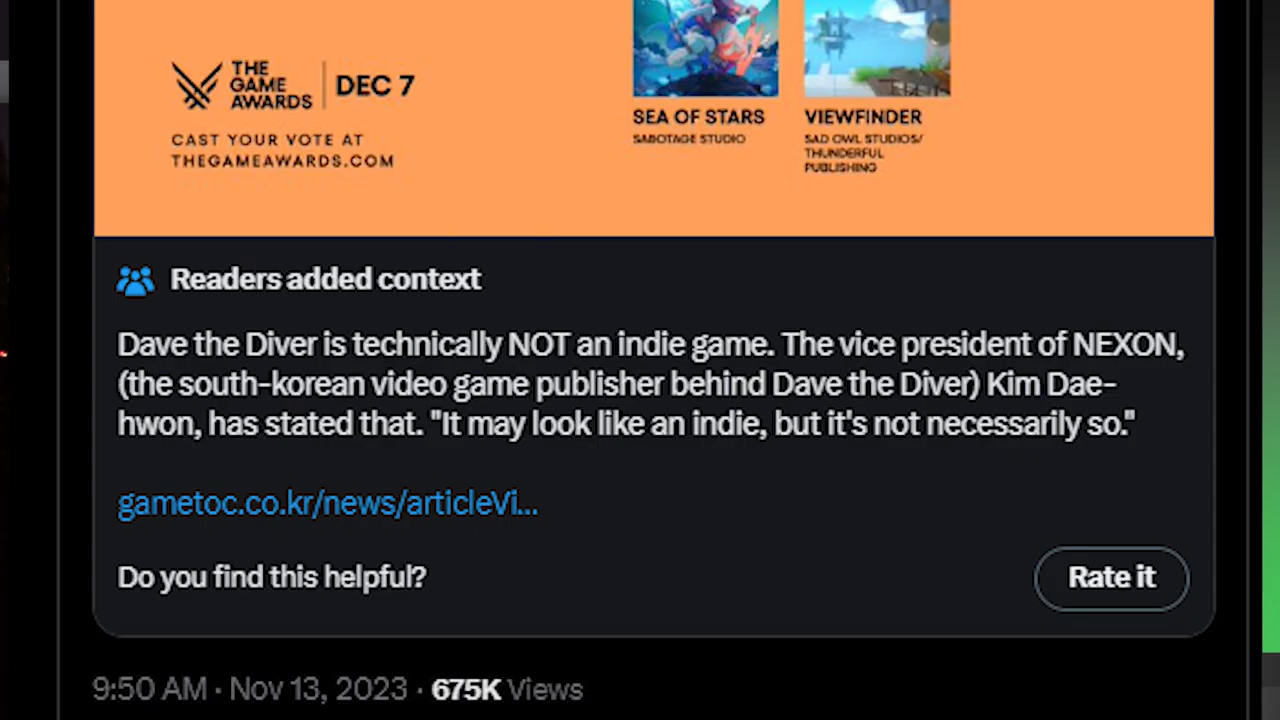 THE
GAME
AWARDS
DEC 7
CAST YOUR VOTE AT
THEGAMEAWARDS.COM
SEA OF STARS
SABOTAGE STUDIO
VIEWFINDER
SAD OWL STUDIOS/
THUNDERFUL
PUBLISHING
Readers added context
Dave the Diver is technically NOT an indie game. The vice president of NEXON,
(the south-korean video game publisher behind Dave the Diver) Kim Dae-
hwon, has stated that. "It may look like an indie, but it's not necessarily so."
gametoc.co.kr/news/articleVi...
Do you find this helpful?
Rate it
9:50 AM · Nov 13, 2023 · 675K Views